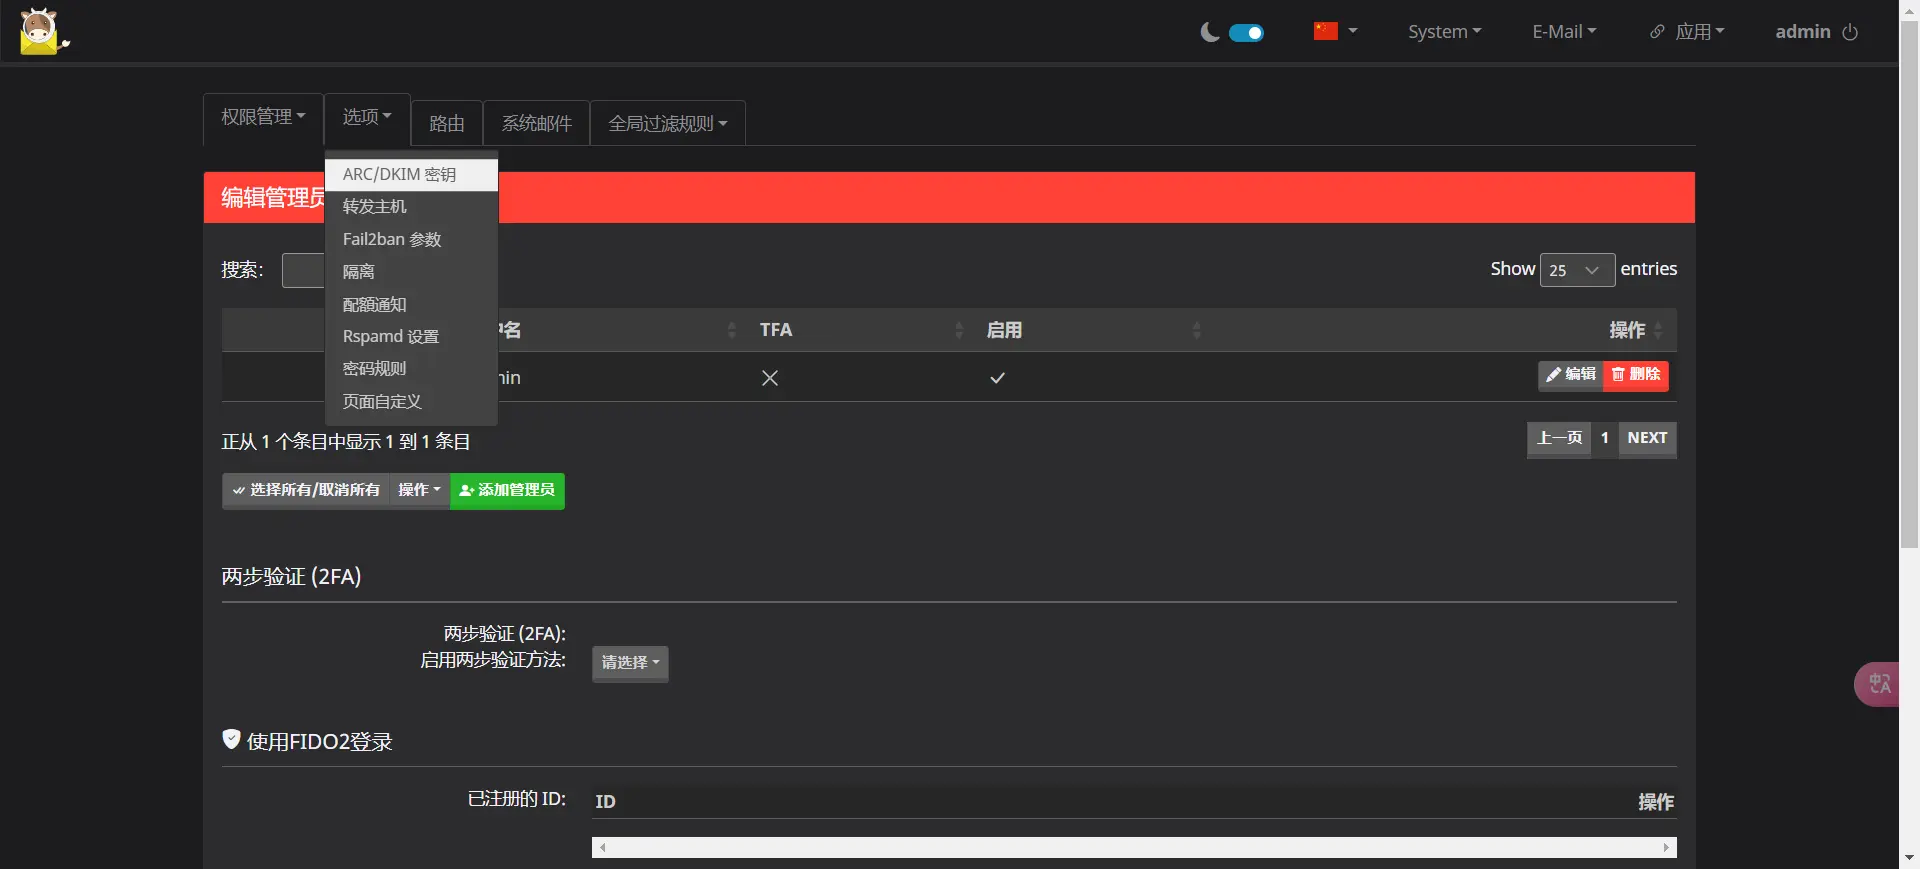 System
E-Mail
应用
admin
权限管理
选项
路由
系统邮件
全局过滤规则
ARC/DKIM 密钥
转发主机
Fail2ban 参数
隔离
配額通知
Rspamd 设置
密码规则
页面自定义
编辑管理员
搜索:
Show 25 entries
户名 TFA 启用 操作
min 编辑 删除
正从 1 个条目中显示 1 到 1 条目
上一页 1 NEXT
选择所有/取消所有 操作 添加管理员
两步验证 (2FA)
两步验证 (2FA):
启用两步验证方法: 请选择
使用FIDO2登录
已注册的 ID: ID 操作
中A